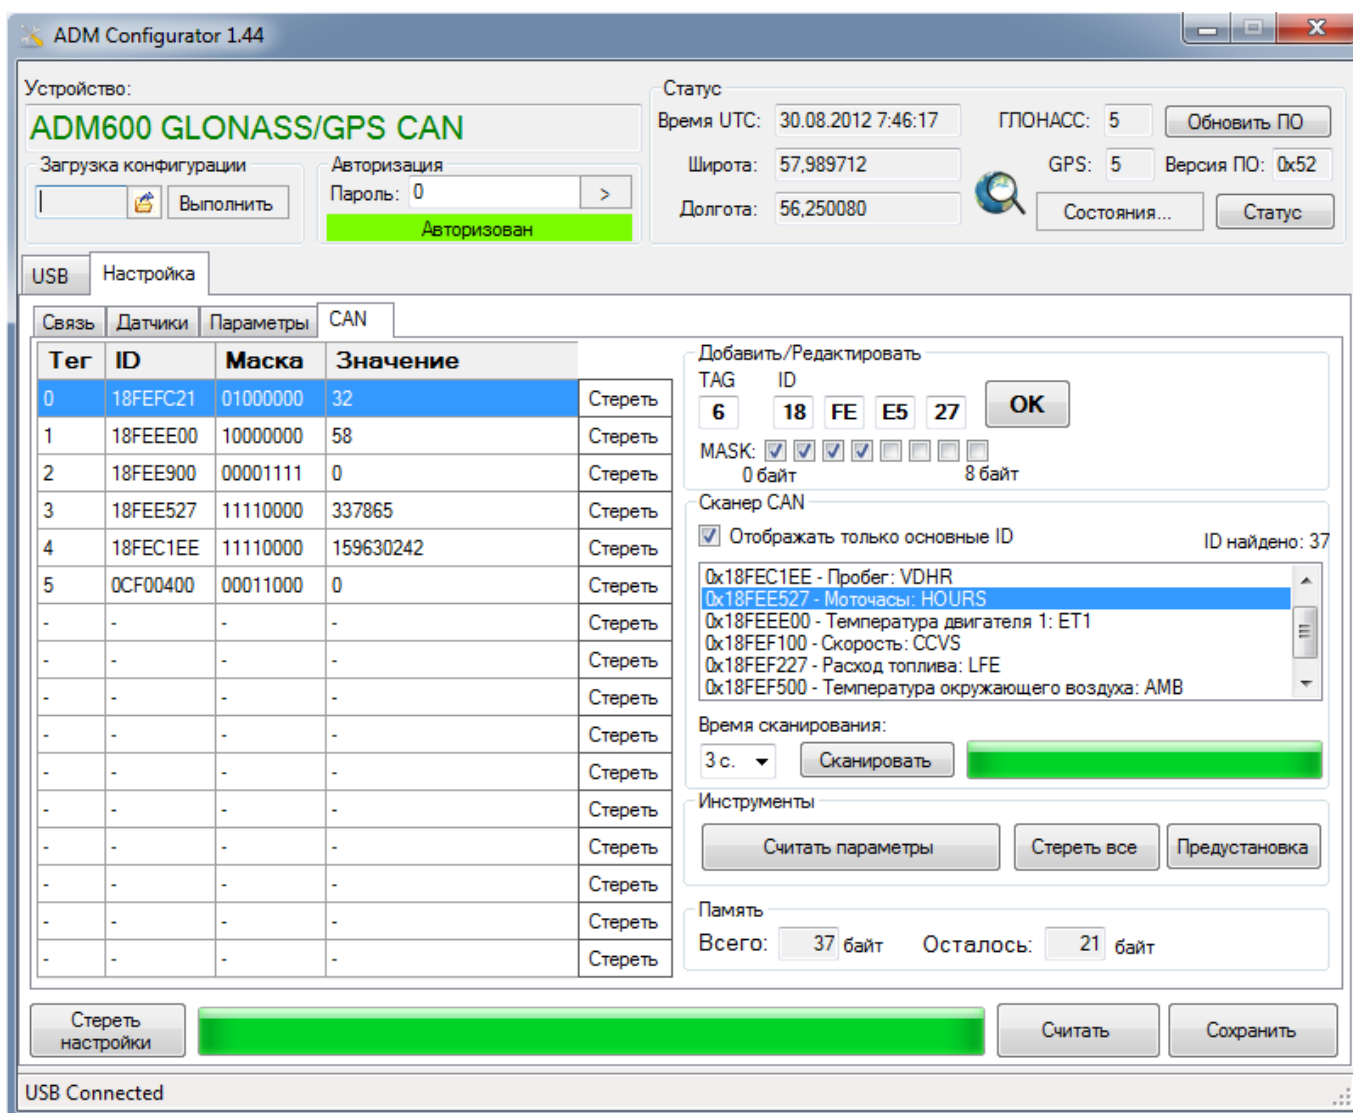 ADM Configurator 1.44
Устройство:
ADM600 GLONASS/GPS CAN
Загрузка конфигурации
Выполнить
Авторизация
Пароль: 0 >
Авторизован
Статус
Время UTC: 30.08.2012 7:46:17 ГЛОНАСС: 5 Обновить ПО
Широта: 57,989712 GPS: 5 Версия ПО: 0x52
Долгота: 56,250080 Состояния... Статус
USB Настройка
Связь Датчики Параметры CAN
Тег ID Маска Значение
0 18FEFC21 01000000 32 Стереть
1 18FEEE00 10000000 58 Стереть
2 18FEE900 00001111 0 Стереть
3 18FEE527 11110000 337865 Стереть
4 18FEC1EE 11110000 159630242 Стереть
5 0CF00400 00011000 0 Стереть
- - - - Стереть
- - - - Стереть
- - - - Стереть
- - - - Стереть
- - - - Стереть
- - - - Стереть
- - - - Стереть
- - - - Стереть
- - - - Стереть
- - - - Стереть
Добавить/Редактировать
TAG ID
6 18 FE E5 27 OK
MASK:
0 байт 8 байт
Сканер CAN
Отображать только основные ID ID найдено: 37
0x18FEC1EE - Пробег: VDHR
0x18FEE527 - Моточасы: HOURS
0x18FEEE00 - Температура двигателя 1: ET1
0x18FEF100 - Скорость: CCVS
0x18FEF227 - Расход топлива: LFE
0x18FEF500 - Температура окружающего воздуха: AMB
Время сканирования:
3 с. Сканировать
Инструменты
Считать параметры Стереть все Предустановка
Память
Всего: 37 байт Осталось: 21 байт
Стереть
настройки
Считать Сохранить
USB Connected